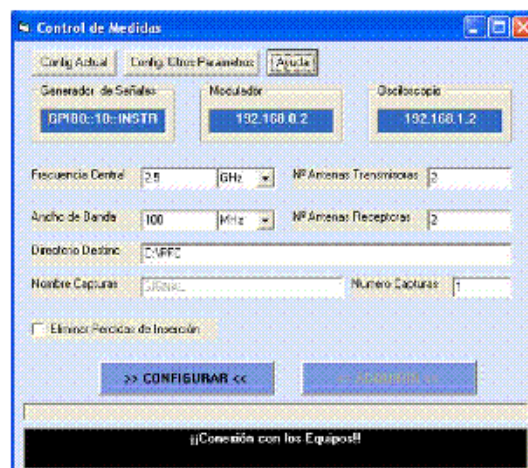 Control de Medidas
Config Actual Config. Otros Parametros Ayuda
Generador de Señales Modulador Osciloscopio
GPIB0::10::INSTR 192.168.0.2 192.168.1.2
Frecuencia Central 2.5 GHz Nº Antenas Transmisoras 2
Ancho de Banda 100 MHz Nº Antenas Receptoras 2
Directorio Destino C:\PFC
Nombre Capturas SIGNAL Numero Capturas 1
Eliminar Perdidas de Inserción
>> CONFIGURAR <<
¡¡Conexión con los Equipos!!